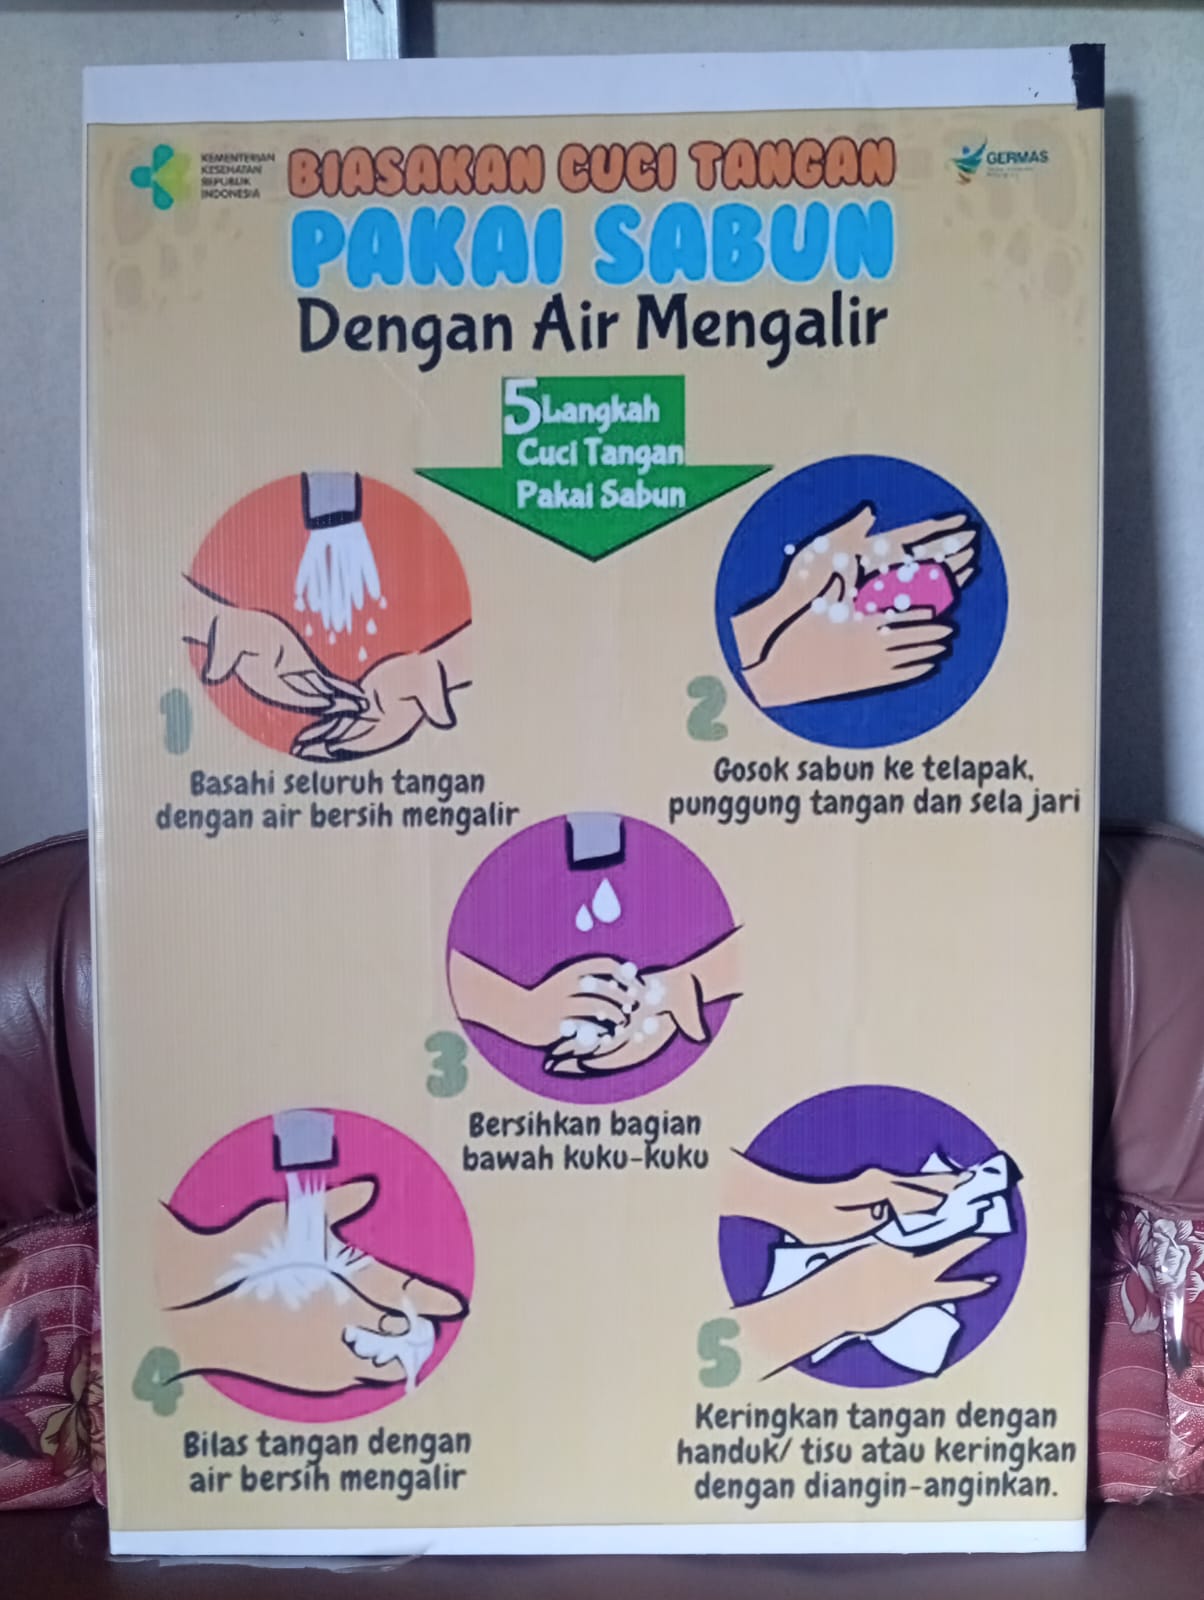 KEMENTERIAN
KESEHATAN
REPUBLIK
INDONESIA
BIASAKAN CUCI TANGAN
PAKAI SABUN
Dengan Air Mengalir
GERMAS
5 Langkah
Cuci Tangan
Pakai Sabun
1
Basahi seluruh tangan
dengan air bersih mengalir
2
Gosok sabun ke telapak,
punggung tangan dan sela jari
3
Bersihkan bagian
bawah kuku-kuku
4
Bilas tangan dengan
air bersih mengalir
5
Keringkan tangan dengan
handuk/ tisu atau keringkan
dengan diangin-anginkan.